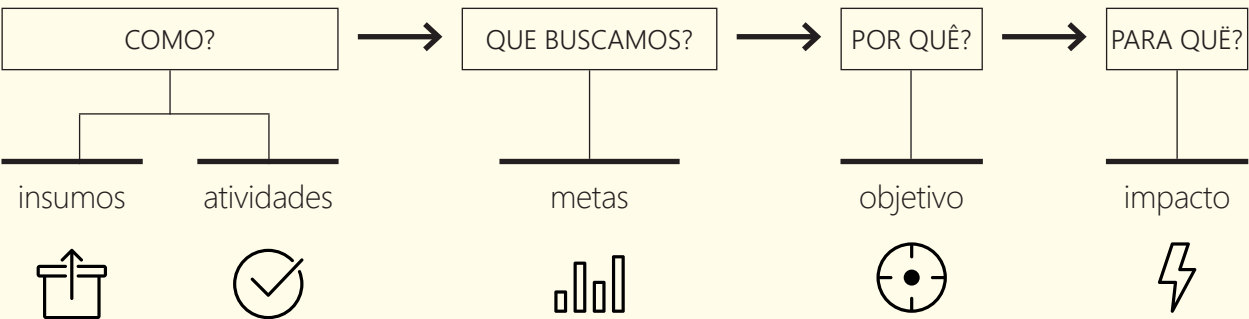 COMO?
QUE BUSCAMOS?
POR QUÊ?
PARA QUË?
insumos
atividades
metas
objetivo
impacto